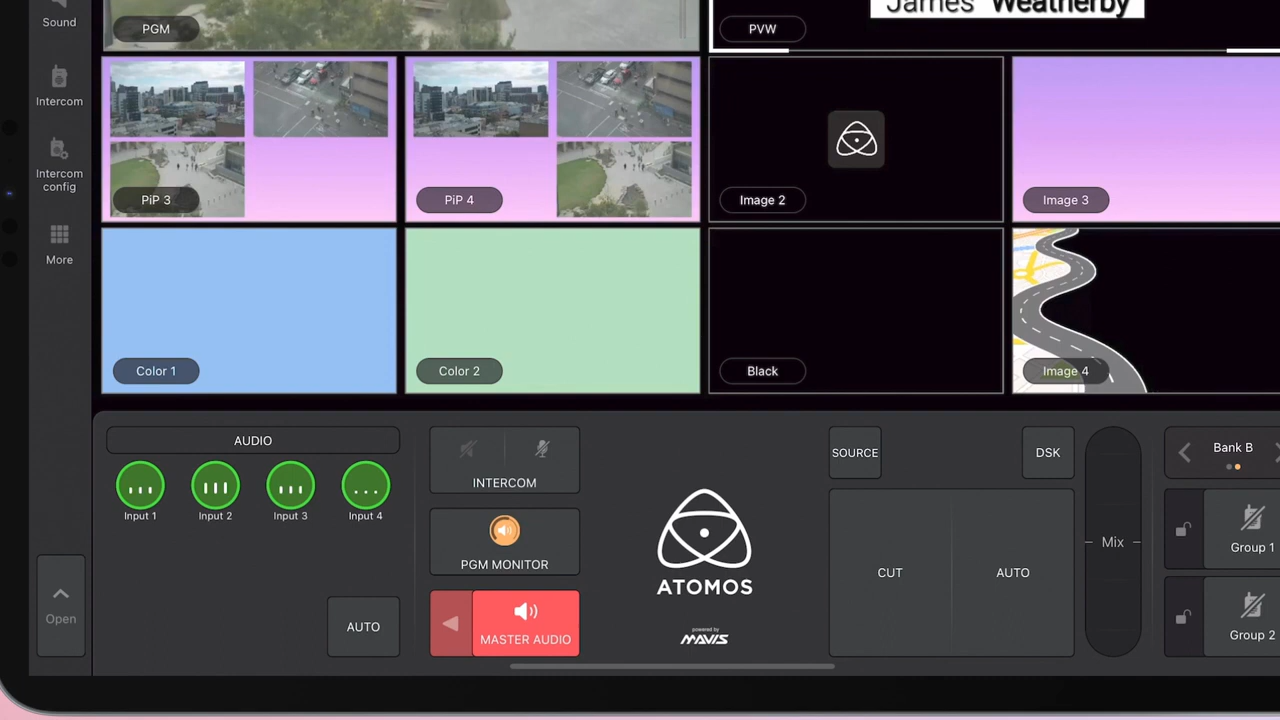 Sound
PGM
James Weatherby
PVW
Intercom
Intercom
config
PiP 3
PiP 4
Image 2
Image 3
More
Color 1
Color 2
Black
Image 4
AUDIO
Input 1
Input 2
Input 3
Input 4
AUTO
INTERCOM
PGM MONITOR
MASTER AUDIO
ATOMOS
powered by
MAVIS
SOURCE
DSK
CUT
AUTO
Mix
Bank B
Group 1
Group 2
Open